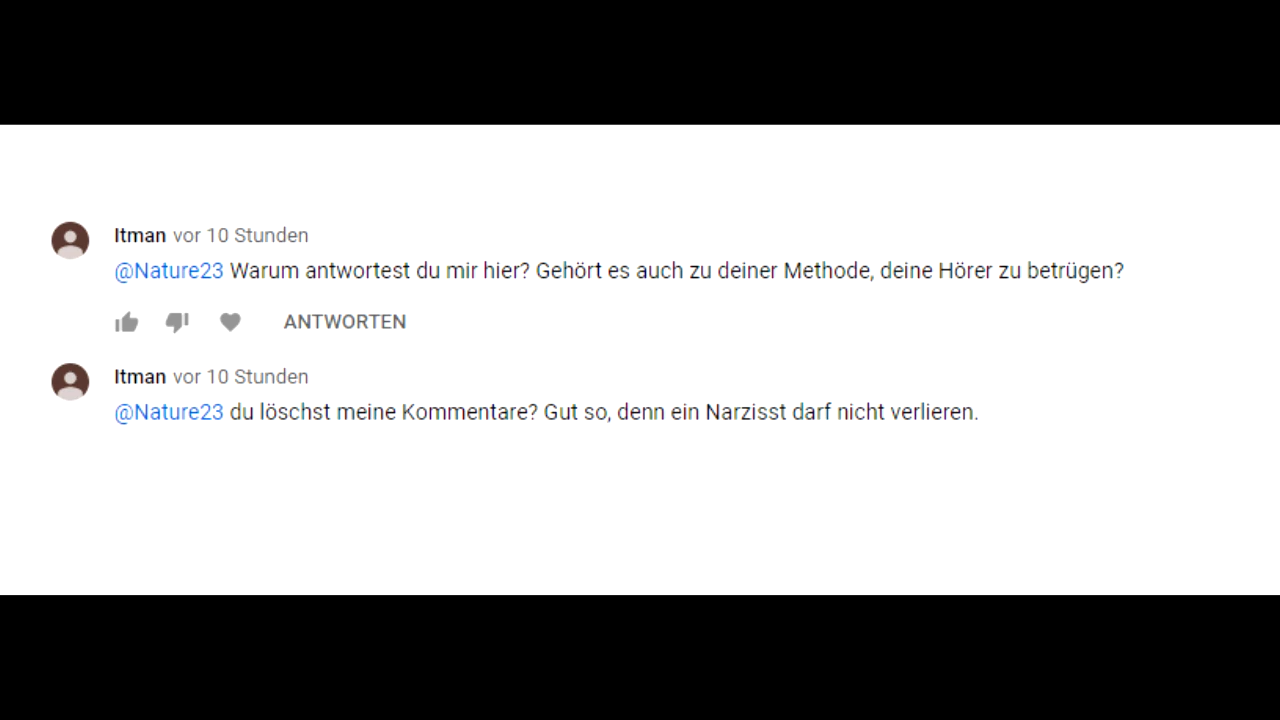 Itman vor 10 Stunden
@Nature23 Warum antwortest du mir hier? Gehört es auch zu deiner Methode, deine Hörer zu betrügen?
ANTWORTEN
Itman vor 10 Stunden
@Nature23 du löschst meine Kommentare? Gut so, denn ein Narzisst darf nicht verlieren.